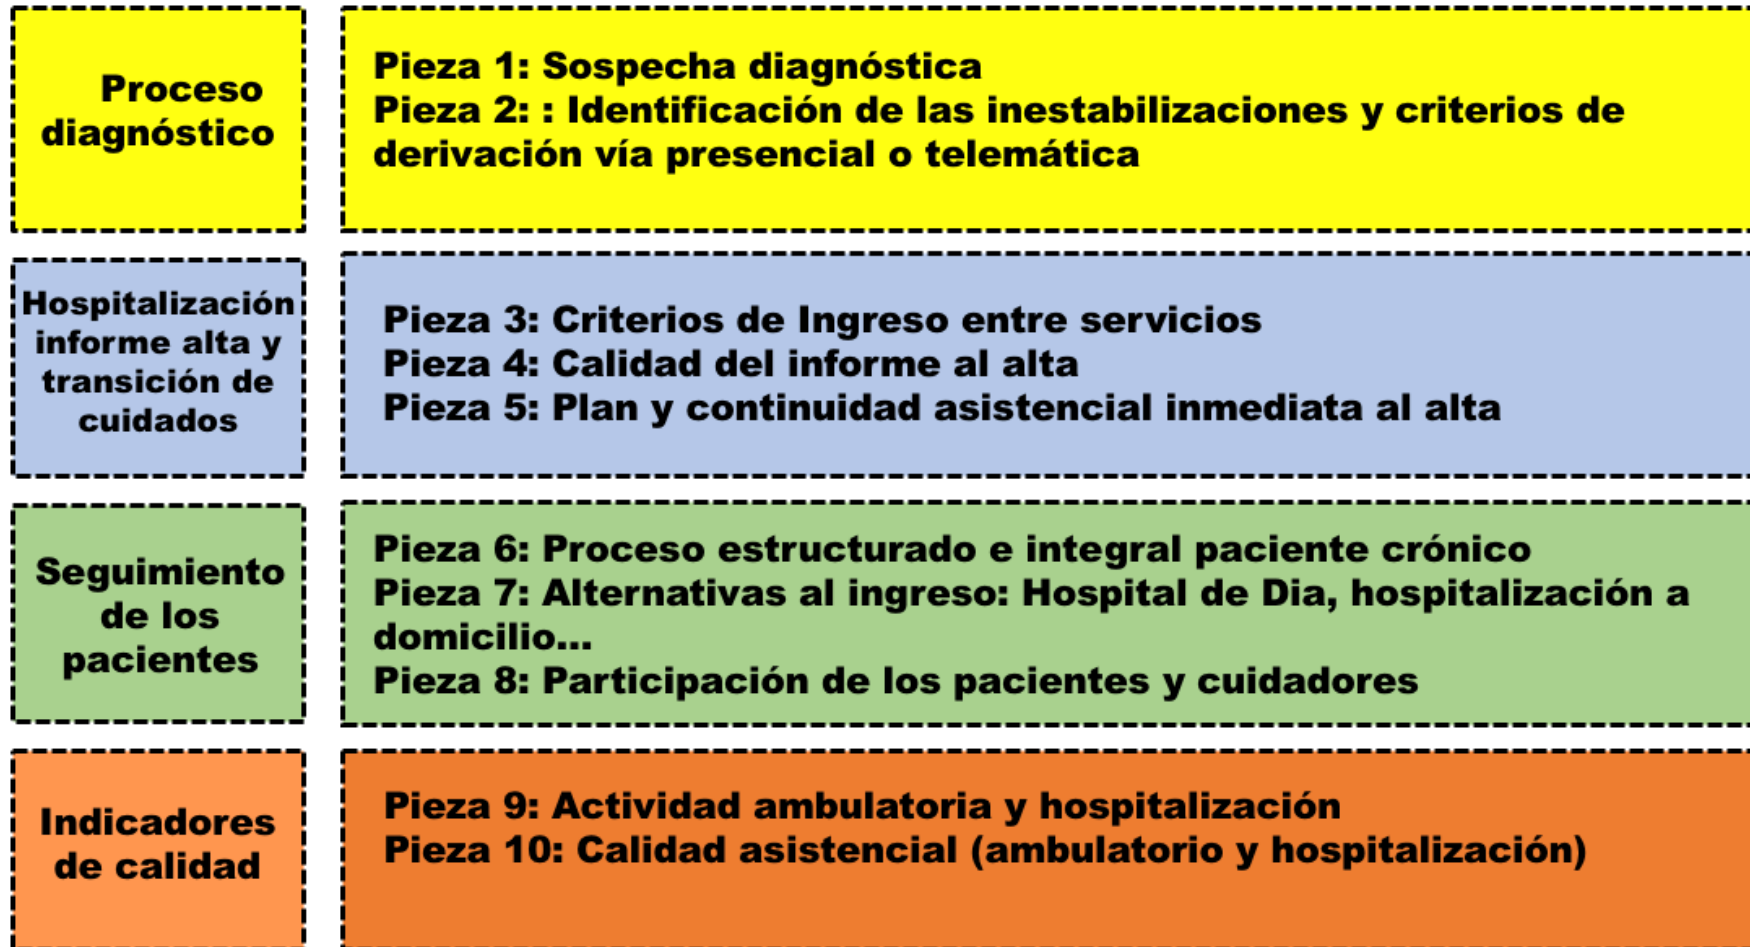 Proceso
diagnóstico
Pieza 1: Sospecha diagnóstica
Pieza 2: : Identificación de las inestabilizaciones y criterios de
derivación vía presencial o telemática
Hospitalización
informe alta y
transición de
cuidados
Pieza 3: Criterios de Ingreso entre servicios
Pieza 4: Calidad del informe al alta
Pieza 5: Plan y continuidad asistencial inmediata al alta
Seguimiento
de los
pacientes
Pieza 6: Proceso estructurado e integral paciente crónico
Pieza 7: Alternativas al ingreso: Hospital de Dia, hospitalización a
domicilio...
Pieza 8: Participación de los pacientes y cuidadores
Indicadores
de calidad
Pieza 9: Actividad ambulatoria y hospitalización
Pieza 10: Calidad asistencial (ambulatorio y hospitalización)